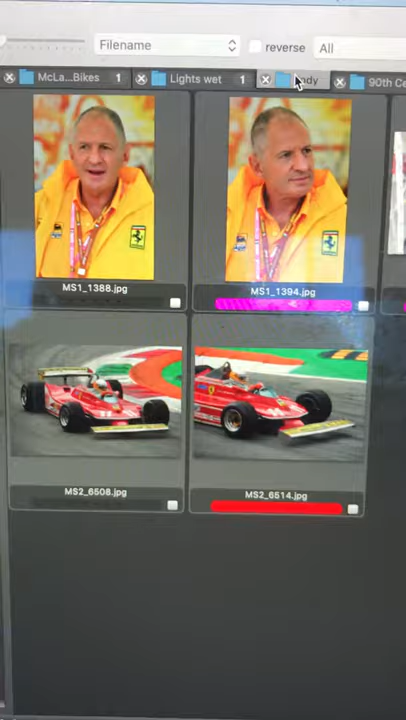 Filename
reverse
All
McLa...Bikes 1
Lights wet 1
90th Ce
MS1_1388.jpg
MS1_1394.jpg
MS2_6508.jpg
MS2_6514.jpg